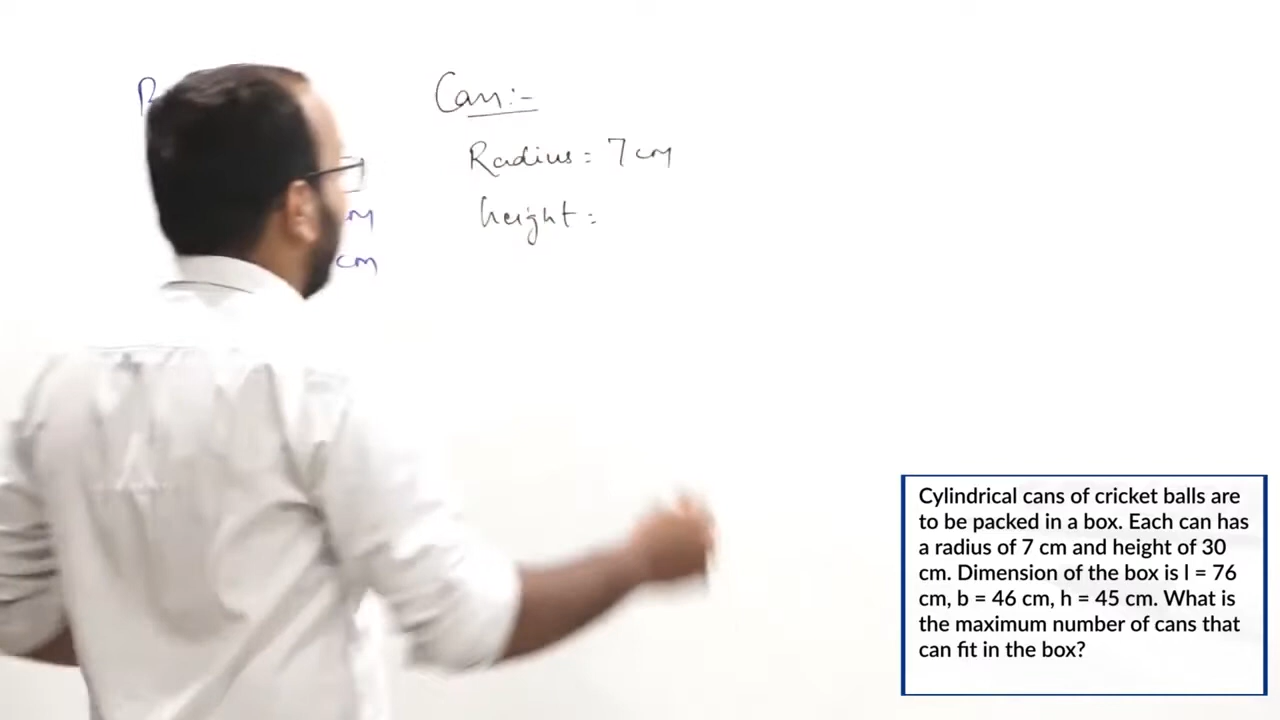 Can:-
Radius = 7 cm
height =
cm
cm
Cylindrical cans of cricket balls are
to be packed in a box. Each can has
a radius of 7 cm and height of 30
cm. Dimension of the box is l = 76
cm, b = 46 cm, h = 45 cm. What is
the maximum number of cans that
can fit in the box?